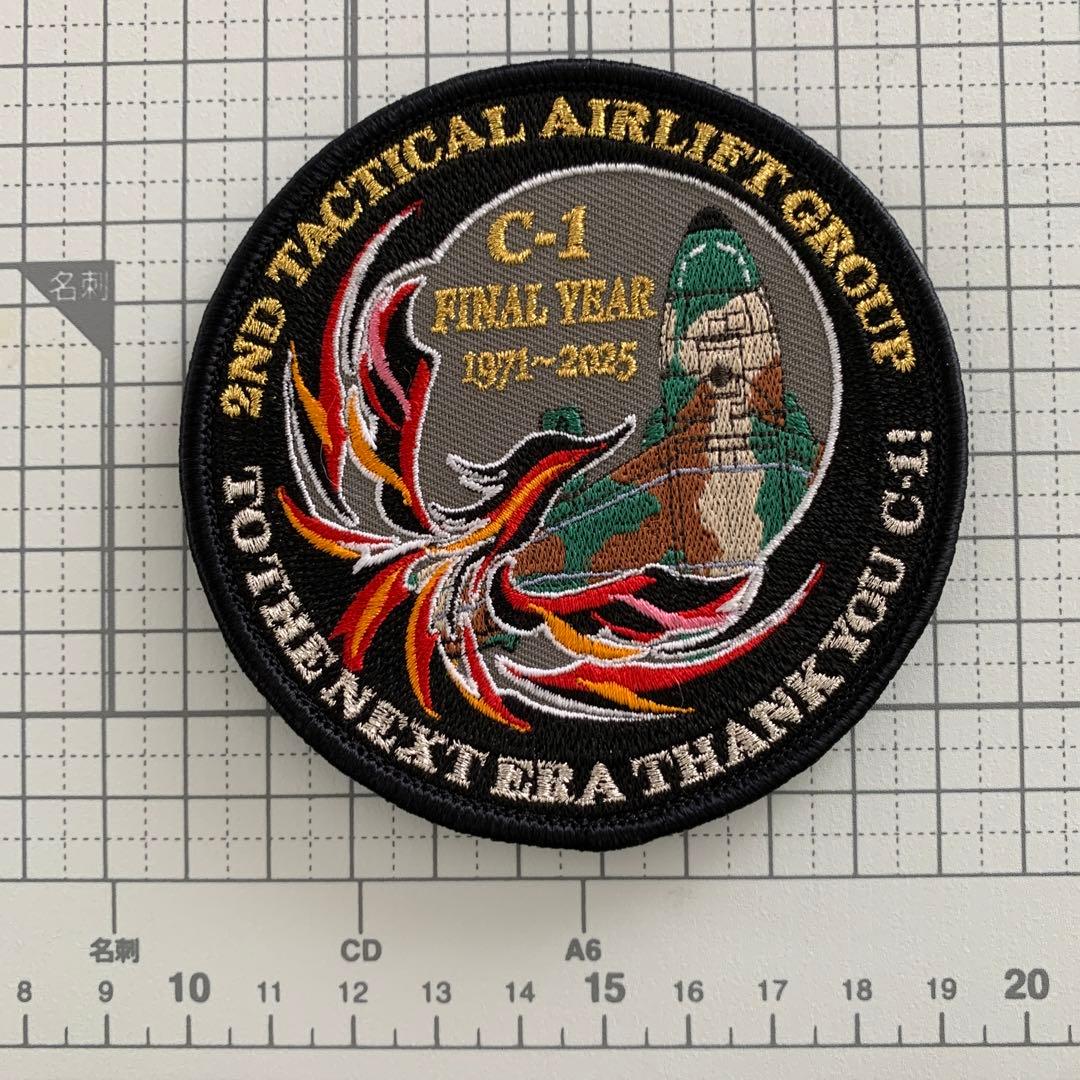 2ND TACTICAL AIRLIFT GROUP
C-1
FINAL YEAR
1971~2025
TO THE NEXT ERA THANK YOU C-1!
名刺
名刺 CD A6
8 9 10 11 12 13 14 15 16 17 18 19 20